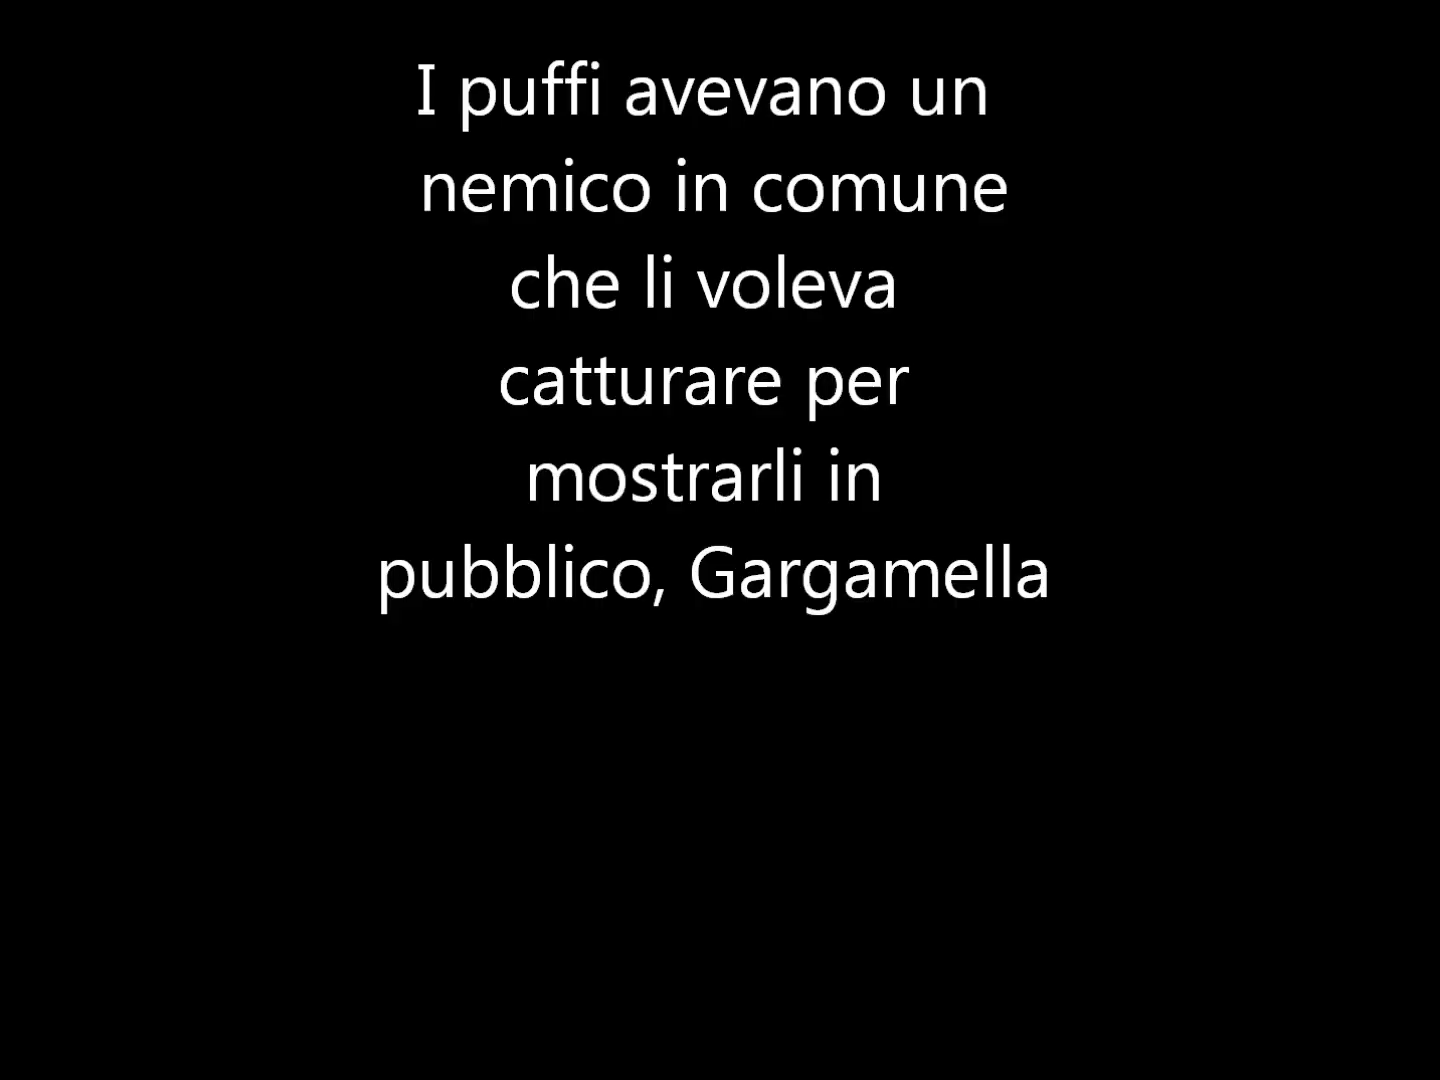 I puffi avevano un
nemico in comune
che li voleva
catturare per
mostrarli in
pubblico, Gargamella